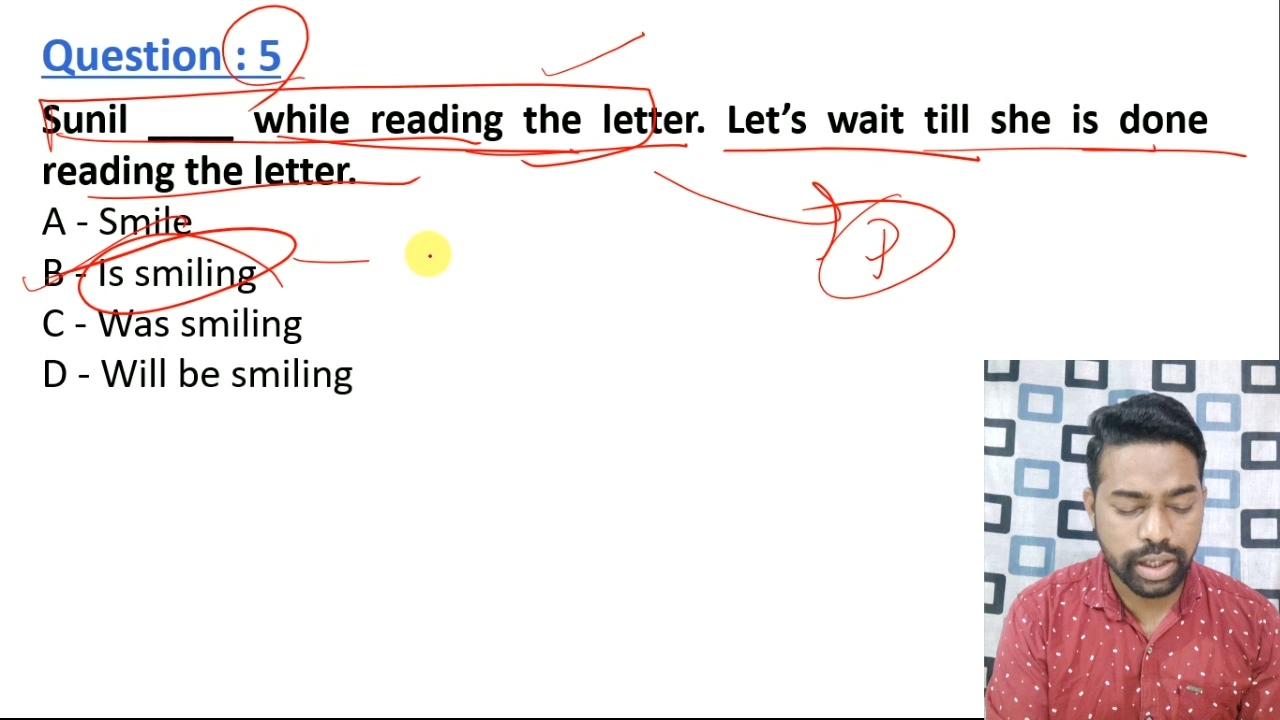 Question : 5
Sunil _____ while reading the letter. Let’s wait till she is done
reading the letter.
A - Smile
B - Is smiling
P
C - Was smiling
D - Will be smiling